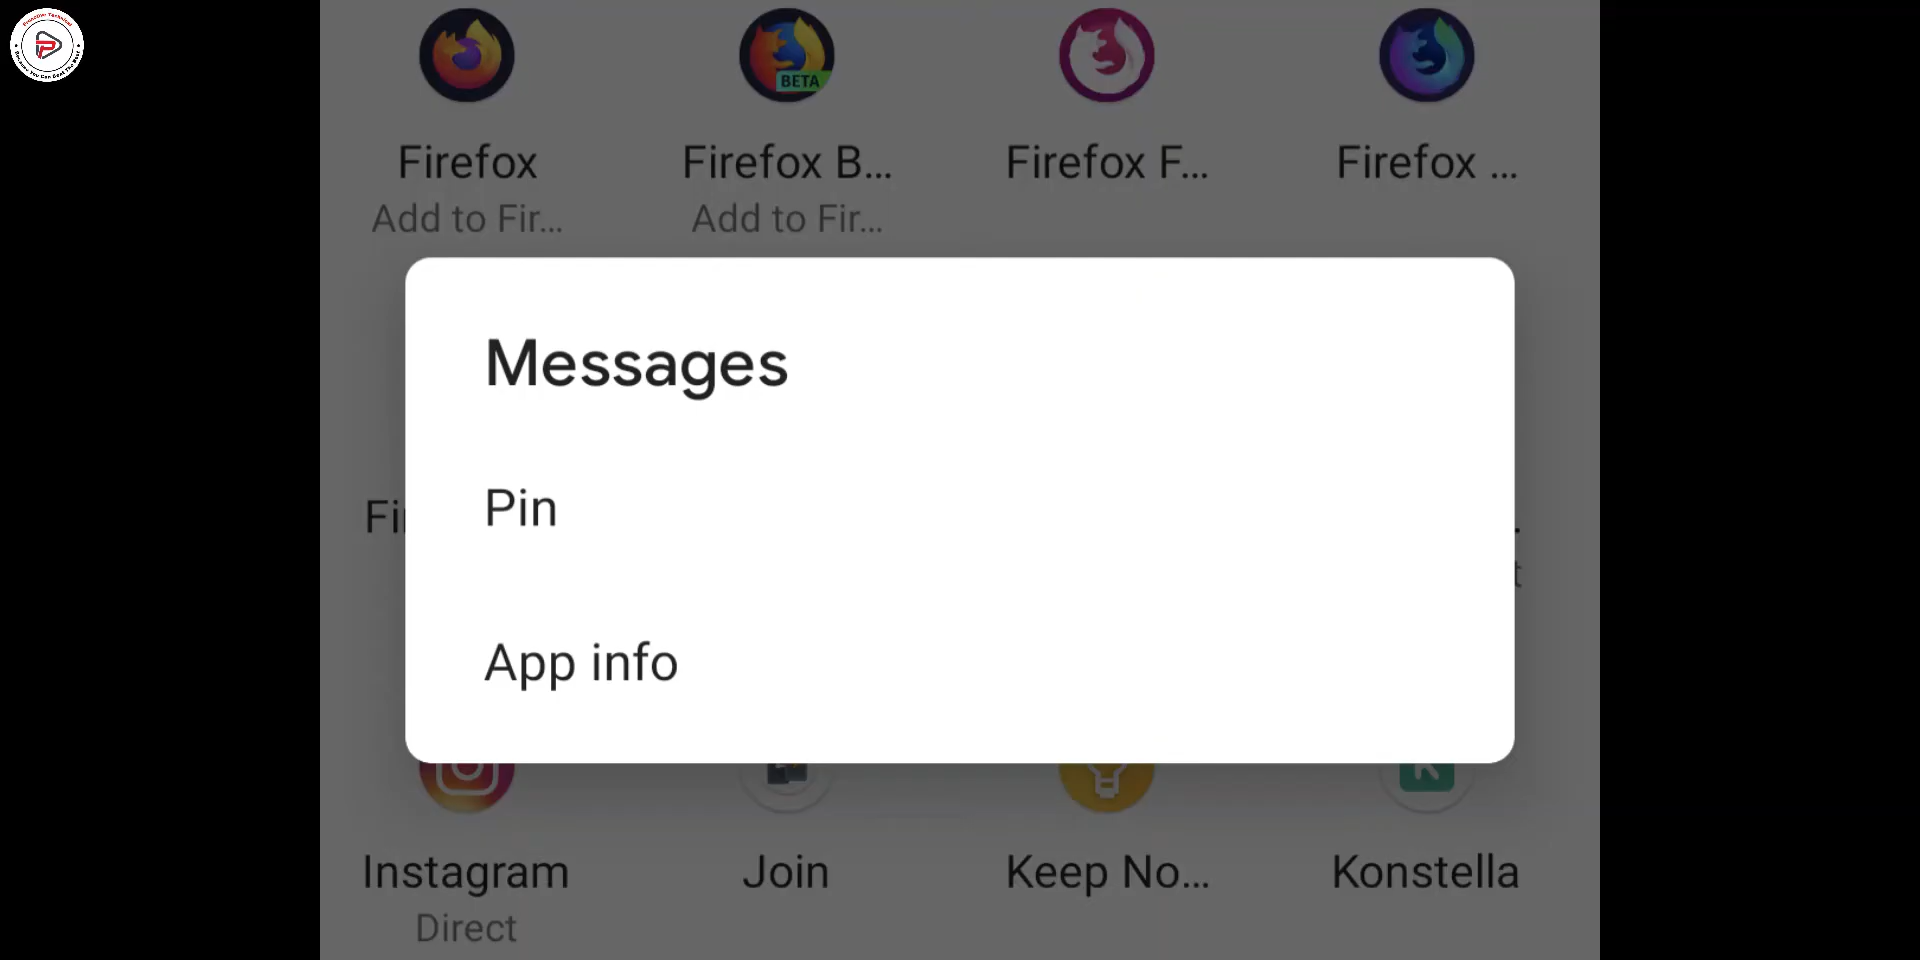 Firefox
Firefox B...
Firefox F...
Firefox ...
Add to Fir...
Add to Fir...
BETA
Messages
Pin
App info
Instagram
Join
Keep No...
Konstella
Direct